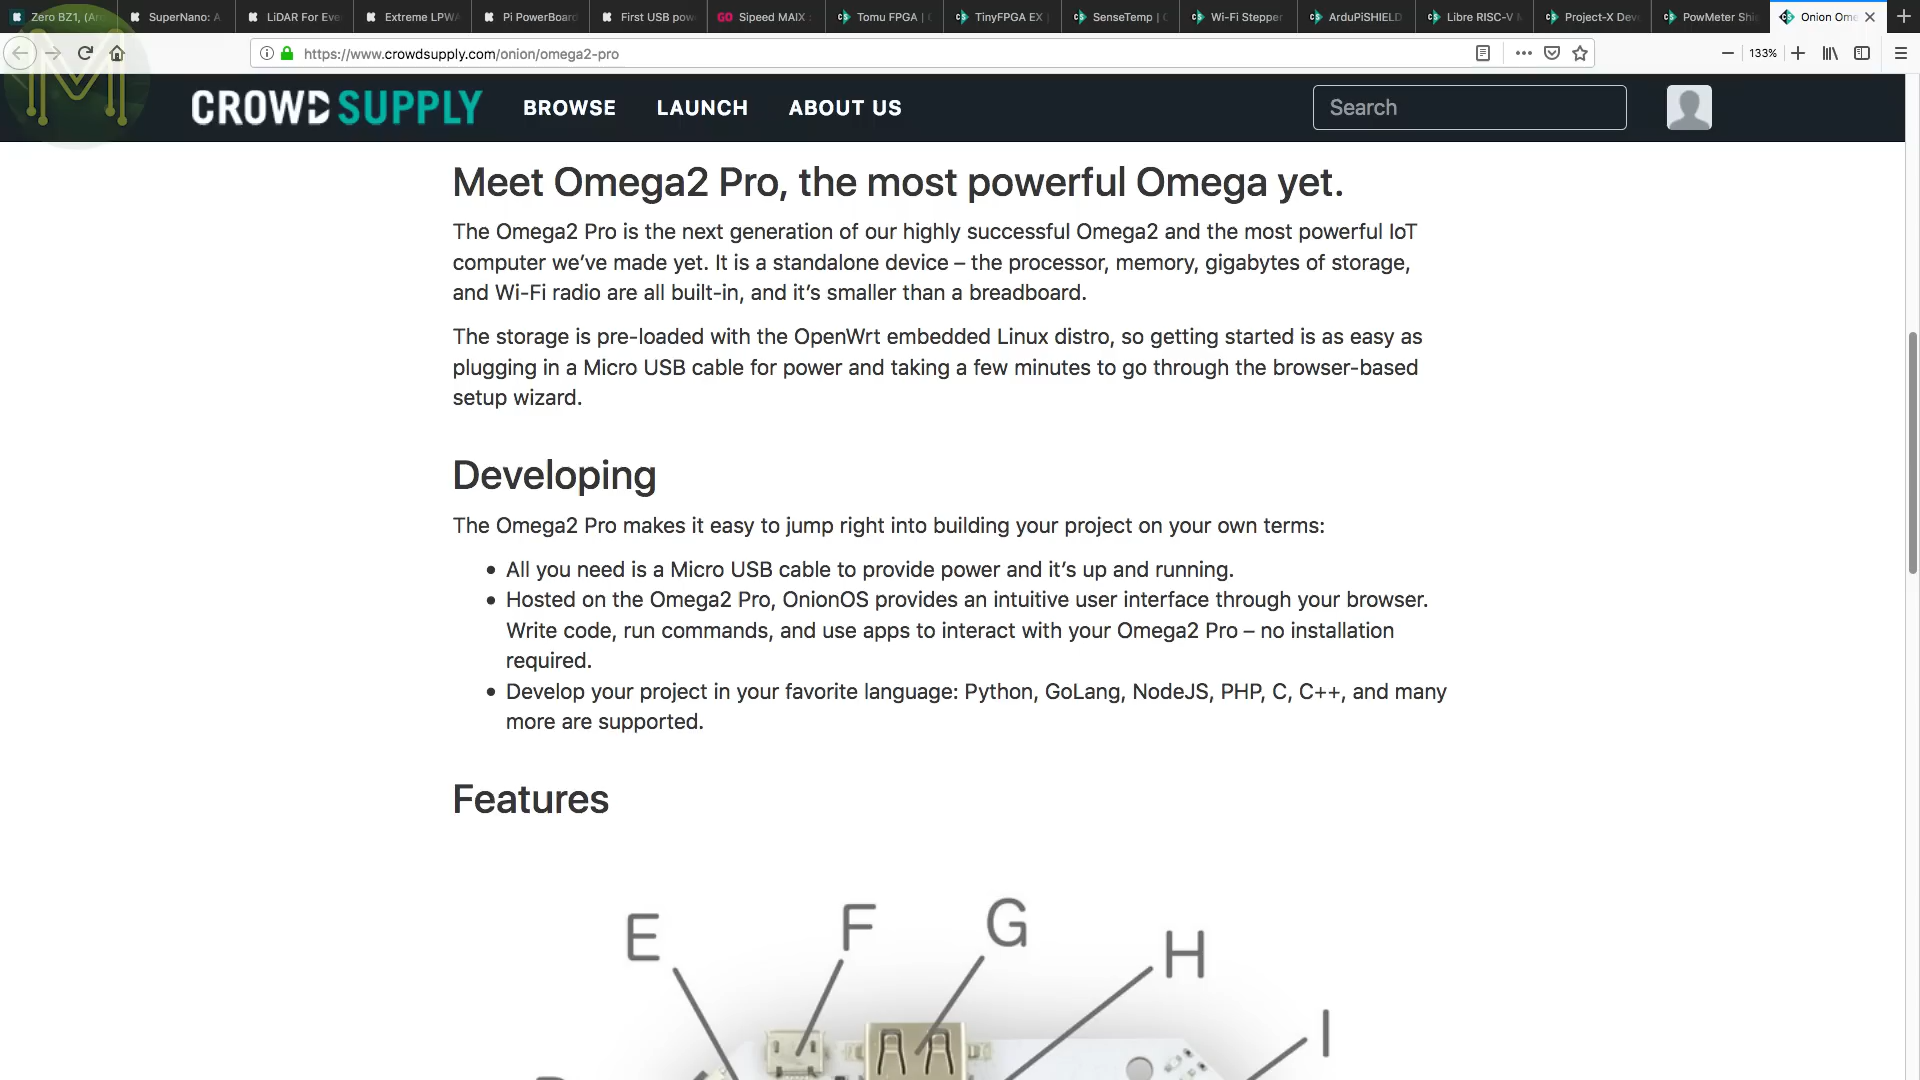 Zero BZ1, (Ar
SuperNano: A
LiDAR For Eve
Extreme LPWA
Pi PowerBoard
First USB pow
GO Sipeed MAIX
Tomu FPGA | C
TinyFPGA EX
SenseTemp | C
Wi-Fi Stepper
ArduPiSHIELD
Libre RISC-V M
Project-X Dev
PowMeter Shie
Onion Ome
https://www.crowdsupply.com/onion/omega2-pro
133%
M
CROWD SUPPLY
BROWSE
LAUNCH
ABOUT US
Search
Meet Omega2 Pro, the most powerful Omega yet.
The Omega2 Pro is the next generation of our highly successful Omega2 and the most powerful IoT
computer we’ve made yet. It is a standalone device – the processor, memory, gigabytes of storage,
and Wi-Fi radio are all built-in, and it’s smaller than a breadboard.
The storage is pre-loaded with the OpenWrt embedded Linux distro, so getting started is as easy as
plugging in a Micro USB cable for power and taking a few minutes to go through the browser-based
setup wizard.
Developing
The Omega2 Pro makes it easy to jump right into building your project on your own terms:
• All you need is a Micro USB cable to provide power and it’s up and running.
• Hosted on the Omega2 Pro, OnionOS provides an intuitive user interface through your browser.
Write code, run commands, and use apps to interact with your Omega2 Pro – no installation
required.
• Develop your project in your favorite language: Python, GoLang, NodeJS, PHP, C, C++, and many
more are supported.
Features
E
F
G
H
I